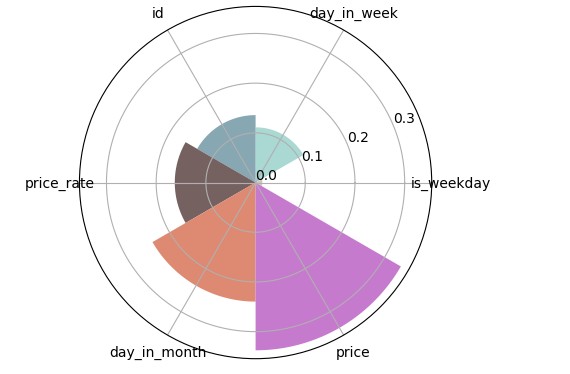 id
day_in_week
0.3
0.2
0.1
0.0
price_rate
is_weekday
day_in_month
price